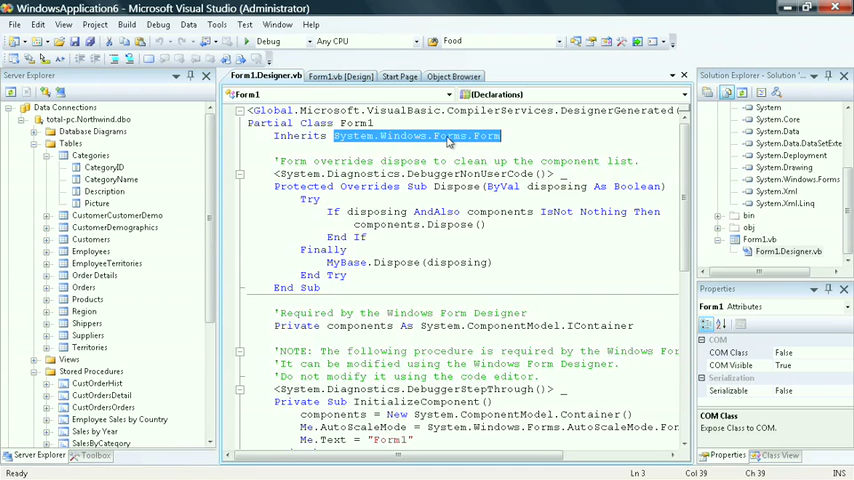 WindowsApplication6 - Microsoft Visual Studio (Administrator)
File Edit View Project Build Debug Data Tools Test Window Help
Debug Any CPU Food
Server Explorer
Data Connections
total-pc.Northwind.dbo
Database Diagrams
Tables
Categories
CategoryID
CategoryName
Description
Picture
CustomerCustomerDemo
CustomerDemographics
Customers
Employees
EmployeeTerritories
Order Details
Orders
Products
Region
Shippers
Suppliers
Territories
Views
Stored Procedures
CustOrderHist
CustOrdersDetail
CustOrdersOrders
Employee Sales by Country
Sales by Year
SalesByCategory
Server Explorer Toolbox
Form1.Designer.vb Form1.vb [Design] Start Page Object Browser
Form1 (Declarations)
<Global.Microsoft.VisualBasic.CompilerServices.DesignerGenerated(
Partial Class Form1
Inherits System.Windows.Forms.Form
'Form overrides dispose to clean up the component list.
<System.Diagnostics.DebuggerNonUserCode()> _
Protected Overrides Sub Dispose(ByVal disposing As Boolean)
Try
If disposing AndAlso components IsNot Nothing Then
components.Dispose()
End If
Finally
MyBase.Dispose(disposing)
End Try
End Sub
'Required by the Windows Form Designer
Private components As System.ComponentModel.IContainer
'NOTE: The following procedure is required by the Windows For
'It can be modified using the Windows Form Designer.
'Do not modify it using the code editor.
<System.Diagnostics.DebuggerStepThrough()> _
Private Sub InitializeComponent()
components = New System.ComponentModel.Container()
Me.AutoScaleMode = System.Windows.Forms.AutoScaleMode.Fon
Me.Text = "Form1"
Solution Explorer
System
System.Core
System.Data
System.Data.DataSetExte
System.Deployment
System.Drawing
System.Windows.Forms
System.Xml
System.Xml.Linq
bin
obj
Form1.vb
Form1.Designer.vb
Properties
Form1 Attributes
COM
COM Class False
COM Visible True
Serialization
Serializable False
COM Class
Expose Class to COM.
Properties Class View
Ready Ln 3 Col 39 Ch 39 INS